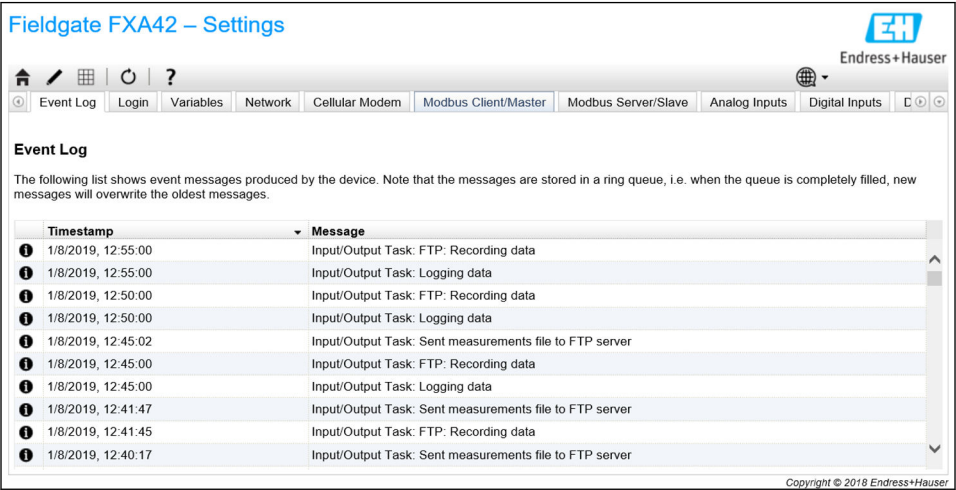 Fieldgate FXA42 – Settings
EH
Endress+Hauser
?
Event Log Login Variables Network Cellular Modem Modbus Client/Master Modbus Server/Slave Analog Inputs Digital Inputs
Event Log
The following list shows event messages produced by the device. Note that the messages are stored in a ring queue, i.e. when the queue is completely filled, new
messages will overwrite the oldest messages.
Timestamp Message
1/8/2019, 12:55:00 Input/Output Task: FTP: Recording data
1/8/2019, 12:55:00 Input/Output Task: Logging data
1/8/2019, 12:50:00 Input/Output Task: FTP: Recording data
1/8/2019, 12:50:00 Input/Output Task: Logging data
1/8/2019, 12:45:02 Input/Output Task: Sent measurements file to FTP server
1/8/2019, 12:45:00 Input/Output Task: FTP: Recording data
1/8/2019, 12:45:00 Input/Output Task: Logging data
1/8/2019, 12:41:47 Input/Output Task: Sent measurements file to FTP server
1/8/2019, 12:41:45 Input/Output Task: FTP: Recording data
1/8/2019, 12:40:17 Input/Output Task: Sent measurements file to FTP server
Copyright © 2018 Endress+Hauser